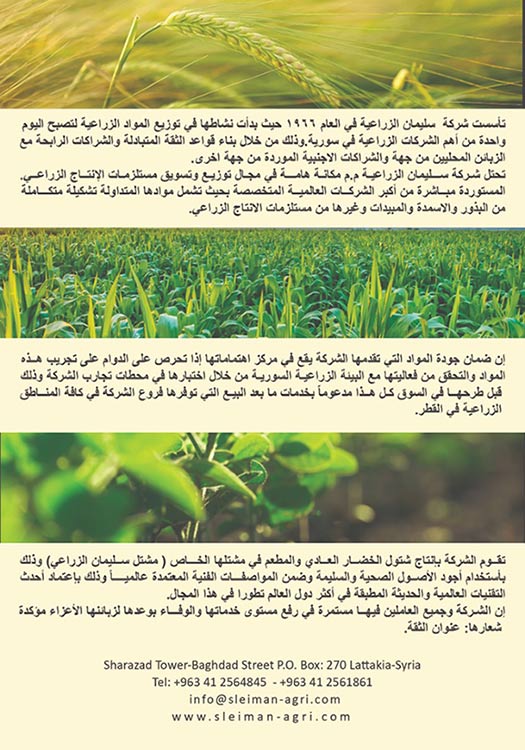 تأسست شركة سليمان الزراعية في العام ١٩٦٦ حيث بدأت نشاطها في توزيع المواد الزراعية لتصبح اليوم
واحدة من أهم الشركات الزراعية في سورية.وذلك من خلال بناء قواعد الثقة المتبادلة والشراكات الرابحة مع
الزبائن المحليين من جهة والشراكات الاجنبية الموردة من جهة اخرى.
تحتل شركة سليمان الزراعية م.م مكانة هامة في مجال توزيع وتسويق مستلزمات الإنتاج الزراعي.
المستوردة مباشرة من أكبر الشركات العالمية المتخصصة بحيث تشمل موادها المتداولة تشكيلة متكاملة
من البذور والاسمدة والمبيدات وغيرها من مستلزمات الانتاج الزراعي.
إن ضمان جودة المواد التي تقدمها الشركة يقع في مركز اهتماماتها إذا تحرص على الدوام على تجريب هذه
المواد والتحقق من فعاليتها مع البيئة الزراعية السورية من خلال اختبارها في محطات تجارب الشركة وذلك
قبل طرحها في السوق كل هذا مدعوماً بخدمات ما بعد البيع التي توفرها فروع الشركة في كافة المناطق
الزراعية في القطر.
تقوم الشركة بإنتاج شتول الخضار العادي والمطعم في مشتلها الخاص ( مشتل سليمان الزراعي) وذلك
بأستخدام أجود الأصول الصحية والسليمة وضمن المواصفات الفنية المعتمدة عالمياً وذلك بإعتماد أحدث
التقنيات العالمية والحديثة المطبقة في أكثر دول العالم تطورا في هذا المجال.
إن الشركة وجميع العاملين فيها مستمرة في رفع مستوى خدماتها والوفاء بوعدها لزبائنها الأعزاء مؤكدة
شعارها: عنوان الثقة.
Sharazad Tower-Baghdad Street P.O. Box: 270 Lattakia-Syria
Tel: +963 41 2564845 - +963 41 2561861
info@sleiman-agri.com
www.sleiman-agri.com